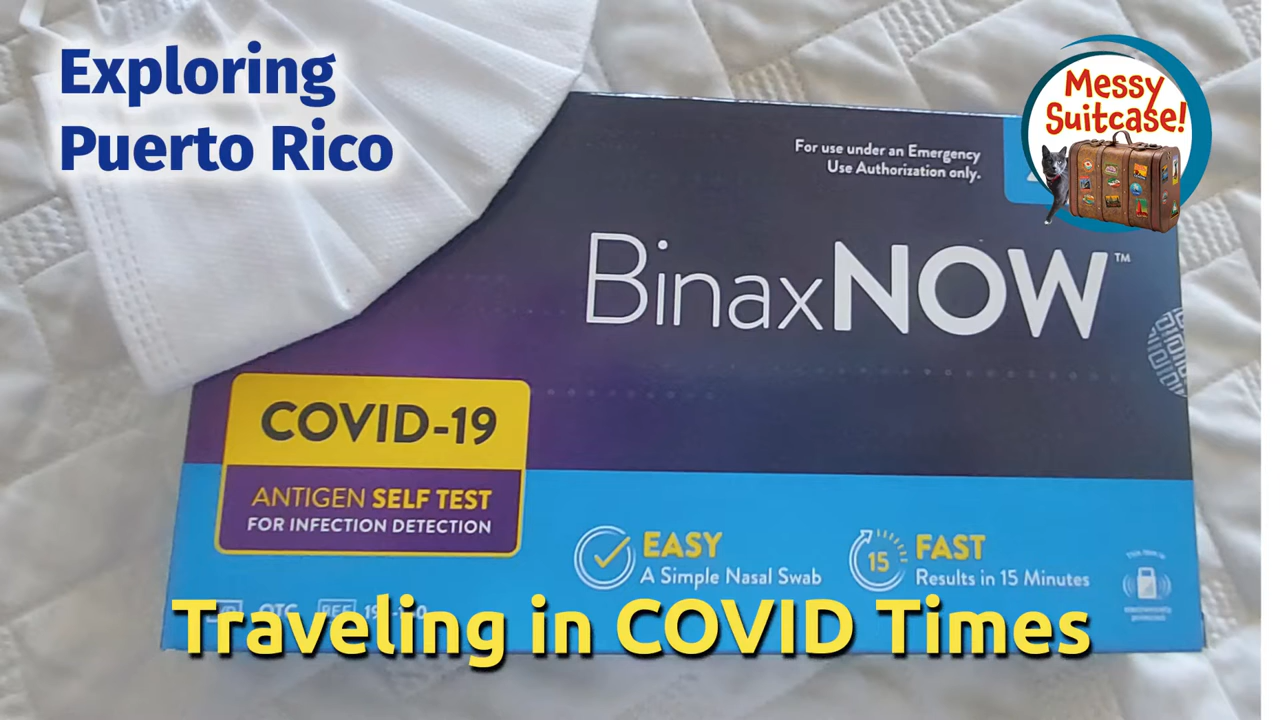 Exploring
Puerto Rico
Messy
Suitcase!
For use under an Emergency
Use Authorization only.
BinaxNOW™
COVID-19
ANTIGEN SELF TEST
FOR INFECTION DETECTION
EASY
A Simple Nasal Swab
15
FAST
Results in 15 Minutes
OTC
REF
Traveling in COVID Times